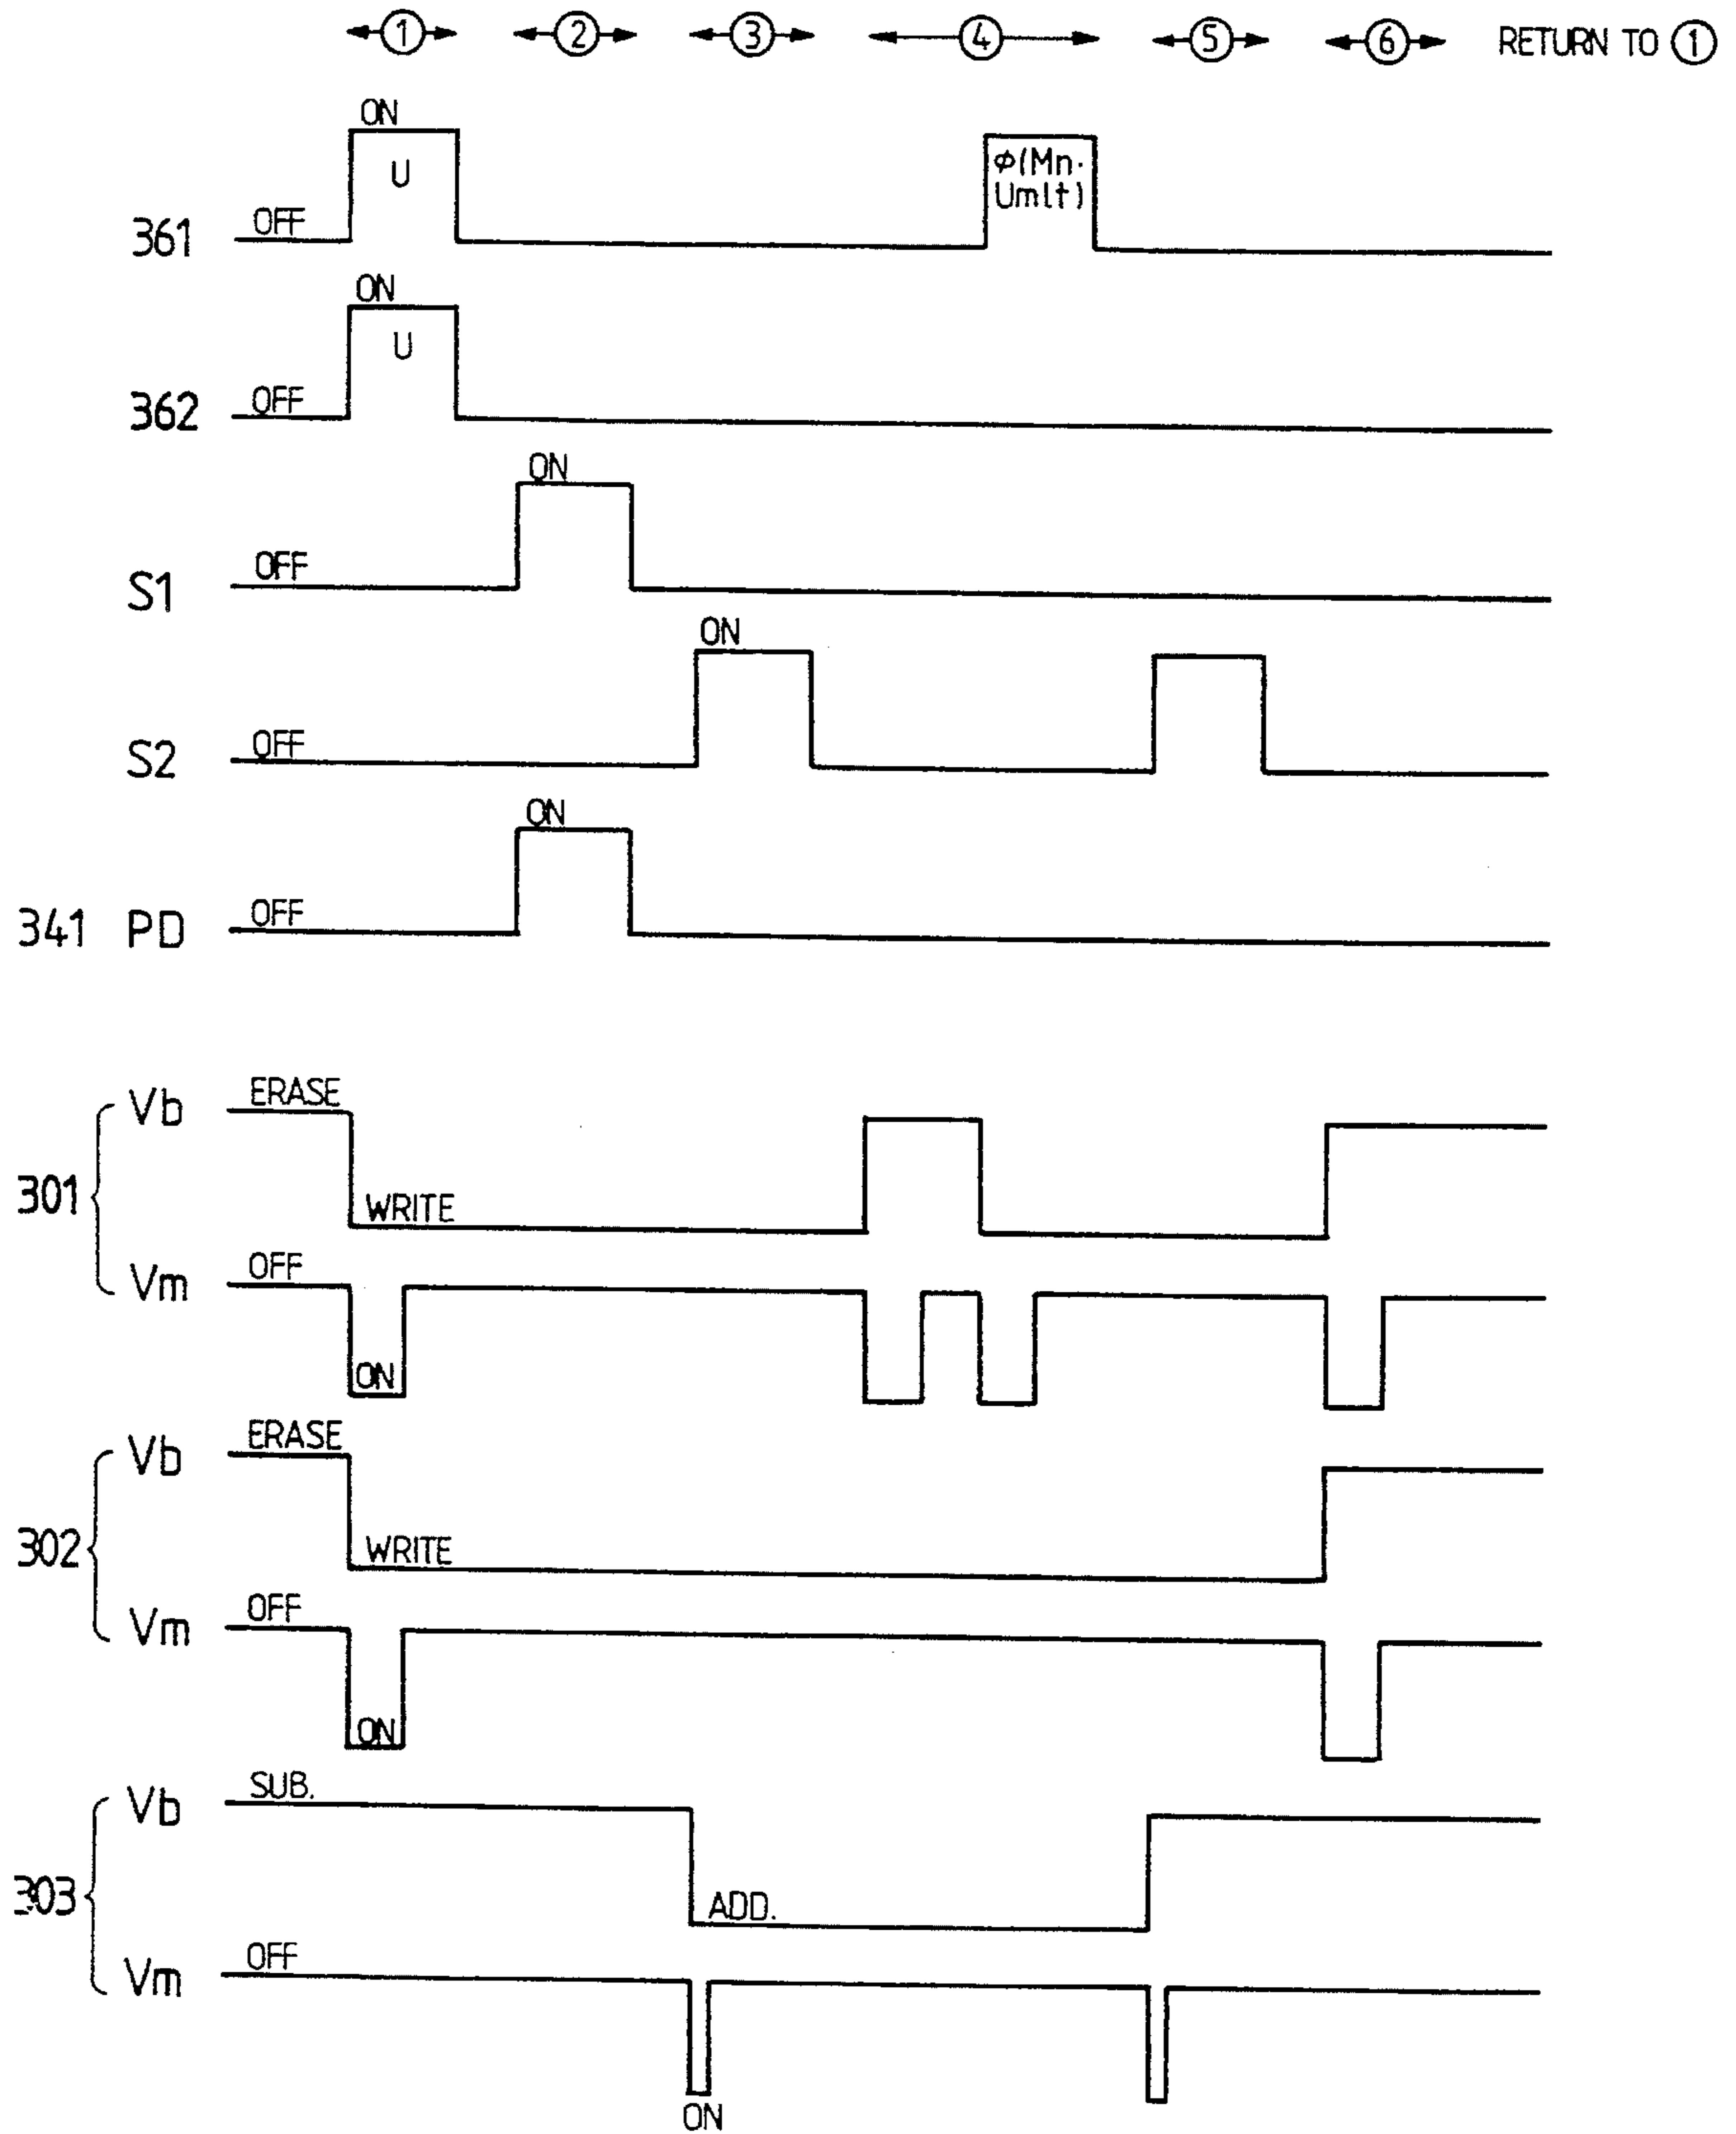 1 2 3 4 5 6 RETURN TO 1
ON
U
ϕ(Mn·
Um(t)
361 OFF
ON
U
362 OFF
ON
S1 OFF
ON
S2 OFF
ON
341 PD OFF
Vb ERASE
301 WRITE
Vm OFF
ON
Vb ERASE
302 WRITE
Vm OFF
ON
Vb SUB.
303 ADD.
Vm OFF
ON